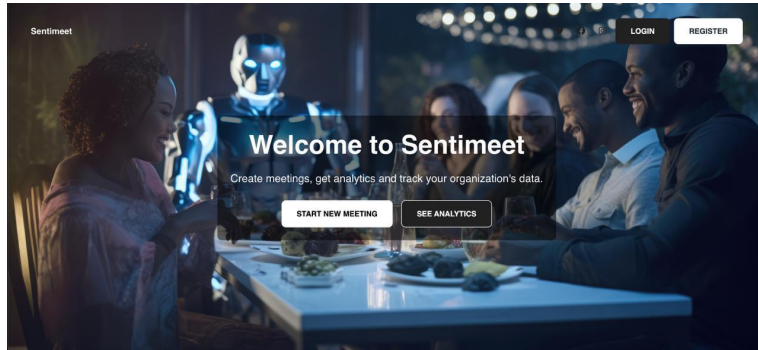 Sentimeet
LOGIN
REGISTER
Welcome to Sentimeet
Create meetings, get analytics and track your organization's data.
START NEW MEETING
SEE ANALYTICS